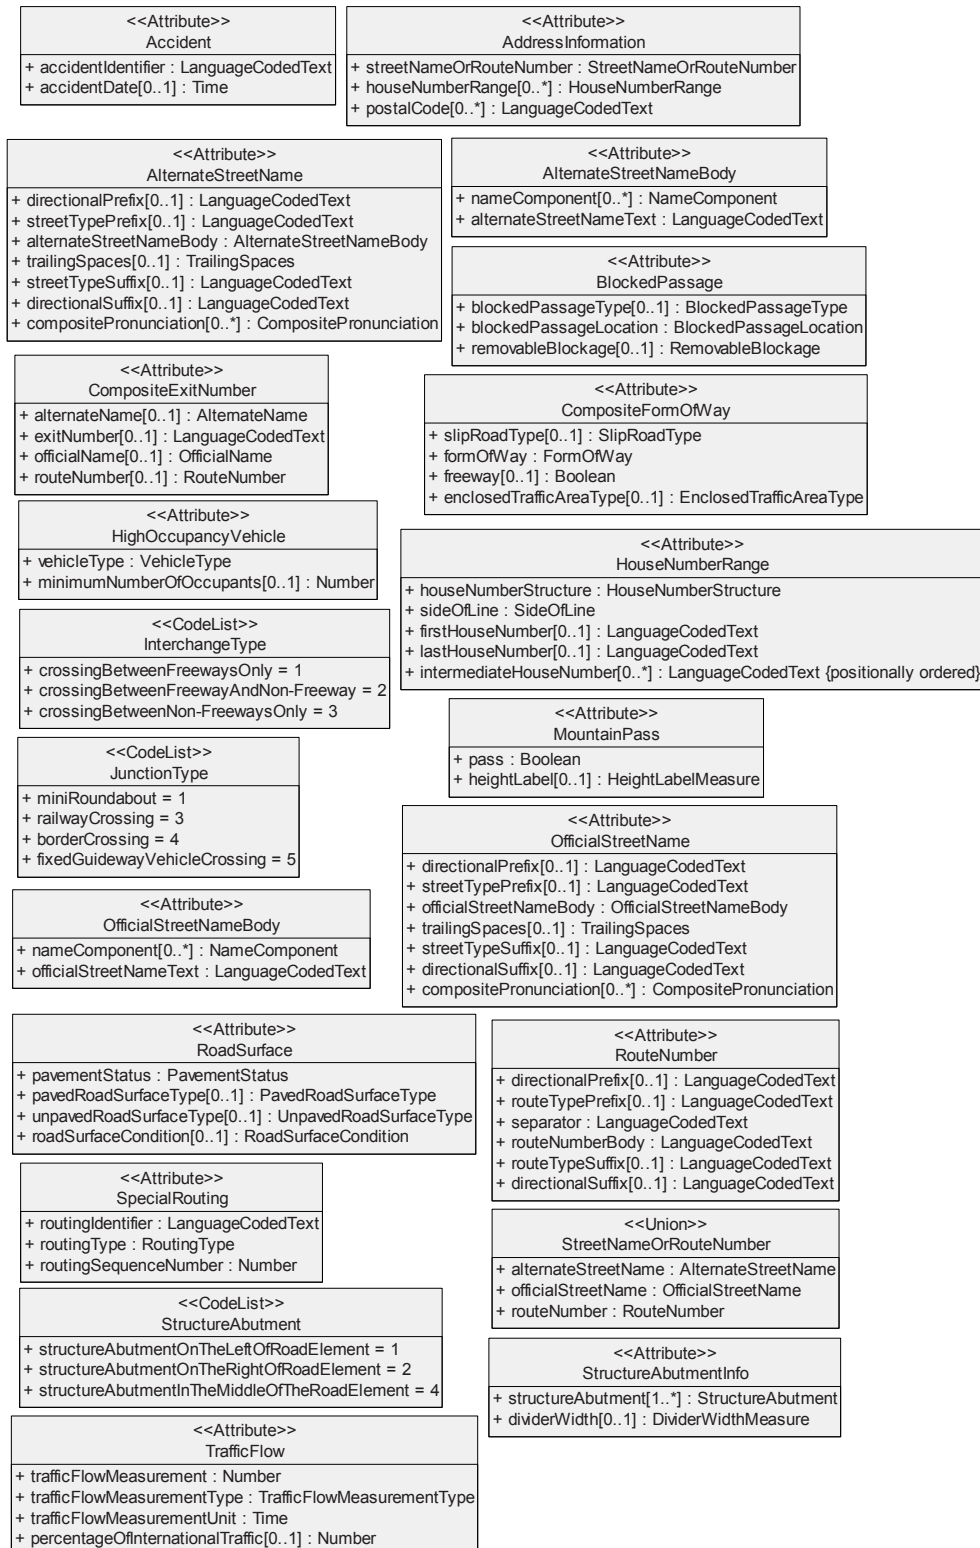 <<Attribute>>
Accident
+ accidentIdentifier : LanguageCodedText
+ accidentDate[0..1] : Time
<<Attribute>>
AddressInformation
+ streetNameOrRouteNumber : StreetNameOrRouteNumber
+ houseNumberRange[0..*] : HouseNumberRange
+ postalCode[0..*] : LanguageCodedText
<<Attribute>>
AlternateStreetName
+ directionalPrefix[0..1] : LanguageCodedText
+ streetTypePrefix[0..1] : LanguageCodedText
+ alternateStreetNameBody : AlternateStreetNameBody
+ trailingSpaces[0..1] : TrailingSpaces
+ streetTypeSuffix[0..1] : LanguageCodedText
+ directionalSuffix[0..1] : LanguageCodedText
+ compositePronunciation[0..*] : CompositePronunciation
<<Attribute>>
AlternateStreetNameBody
+ nameComponent[0..*] : NameComponent
+ alternateStreetNameText : LanguageCodedText
<<Attribute>>
BlockedPassage
+ blockedPassageType[0..1] : BlockedPassageType
+ blockedPassageLocation : BlockedPassageLocation
+ removableBlockage[0..1] : RemovableBlockage
<<Attribute>>
CompositeExitNumber
+ alternateName[0..1] : AlternateName
+ exitNumber[0..1] : LanguageCodedText
+ officialName[0..1] : OfficialName
+ routeNumber[0..1] : RouteNumber
<<Attribute>>
CompositeFormOfWay
+ slipRoadType[0..1] : SlipRoadType
+ formOfWay : FormOfWay
+ freeway[0..1] : Boolean
+ enclosedTrafficAreaType[0..1] : EnclosedTrafficAreaType
<<Attribute>>
HighOccupancyVehicle
+ vehicleType : VehicleType
+ minimumNumberOfOccupants[0..1] : Number
<<Attribute>>
HouseNumberRange
+ houseNumberStructure : HouseNumberStructure
+ sideOfLine : SideOfLine
+ firstHouseNumber[0..1] : LanguageCodedText
+ lastHouseNumber[0..1] : LanguageCodedText
+ intermediateHouseNumber[0..*] : LanguageCodedText {positionally ordered}
<<CodeList>>
InterchangeType
+ crossingBetweenFreewaysOnly = 1
+ crossingBetweenFreewayAndNon-Freeway = 2
+ crossingBetweenNon-FreewaysOnly = 3
<<Attribute>>
MountainPass
+ pass : Boolean
+ heightLabel[0..1] : HeightLabelMeasure
<<CodeList>>
JunctionType
+ miniRoundabout = 1
+ railwayCrossing = 3
+ borderCrossing = 4
+ fixedGuidewayVehicleCrossing = 5
<<Attribute>>
OfficialStreetName
+ directionalPrefix[0..1] : LanguageCodedText
+ streetTypePrefix[0..1] : LanguageCodedText
+ officialStreetNameBody : OfficialStreetNameBody
+ trailingSpaces[0..1] : TrailingSpaces
+ streetTypeSuffix[0..1] : LanguageCodedText
+ directionalSuffix[0..1] : LanguageCodedText
+ compositePronunciation[0..*] : CompositePronunciation
<<Attribute>>
OfficialStreetNameBody
+ nameComponent[0..*] : NameComponent
+ officialStreetNameText : LanguageCodedText
<<Attribute>>
RoadSurface
+ pavementStatus : PavementStatus
+ pavedRoadSurfaceType[0..1] : PavedRoadSurfaceType
+ unpavedRoadSurfaceType[0..1] : UnpavedRoadSurfaceType
+ roadSurfaceCondition[0..1] : RoadSurfaceCondition
<<Attribute>>
RouteNumber
+ directionalPrefix[0..1] : LanguageCodedText
+ routeTypePrefix[0..1] : LanguageCodedText
+ separator : LanguageCodedText
+ routeNumberBody : LanguageCodedText
+ routeTypeSuffix[0..1] : LanguageCodedText
+ directionalSuffix[0..1] : LanguageCodedText
<<Attribute>>
SpecialRouting
+ routingIdentifier : LanguageCodedText
+ routingType : RoutingType
+ routingSequenceNumber : Number
<<Union>>
StreetNameOrRouteNumber
+ alternateStreetName : AlternateStreetName
+ officialStreetName : OfficialStreetName
+ routeNumber : RouteNumber
<<CodeList>>
StructureAbutment
+ structureAbutmentOnTheLeftOfRoadElement = 1
+ structureAbutmentOnTheRightOfRoadElement = 2
+ structureAbutmentInTheMiddleOfTheRoadElement = 4
<<Attribute>>
StructureAbutmentInfo
+ structureAbutment[1..*] : StructureAbutment
+ dividerWidth[0..1] : DividerWidthMeasure
<<Attribute>>
TrafficFlow
+ trafficFlowMeasurement : Number
+ trafficFlowMeasurementType : TrafficFlowMeasurementType
+ trafficFlowMeasurementUnit : Time
+ percentageOfInternationalTraffic[0..1] : Number